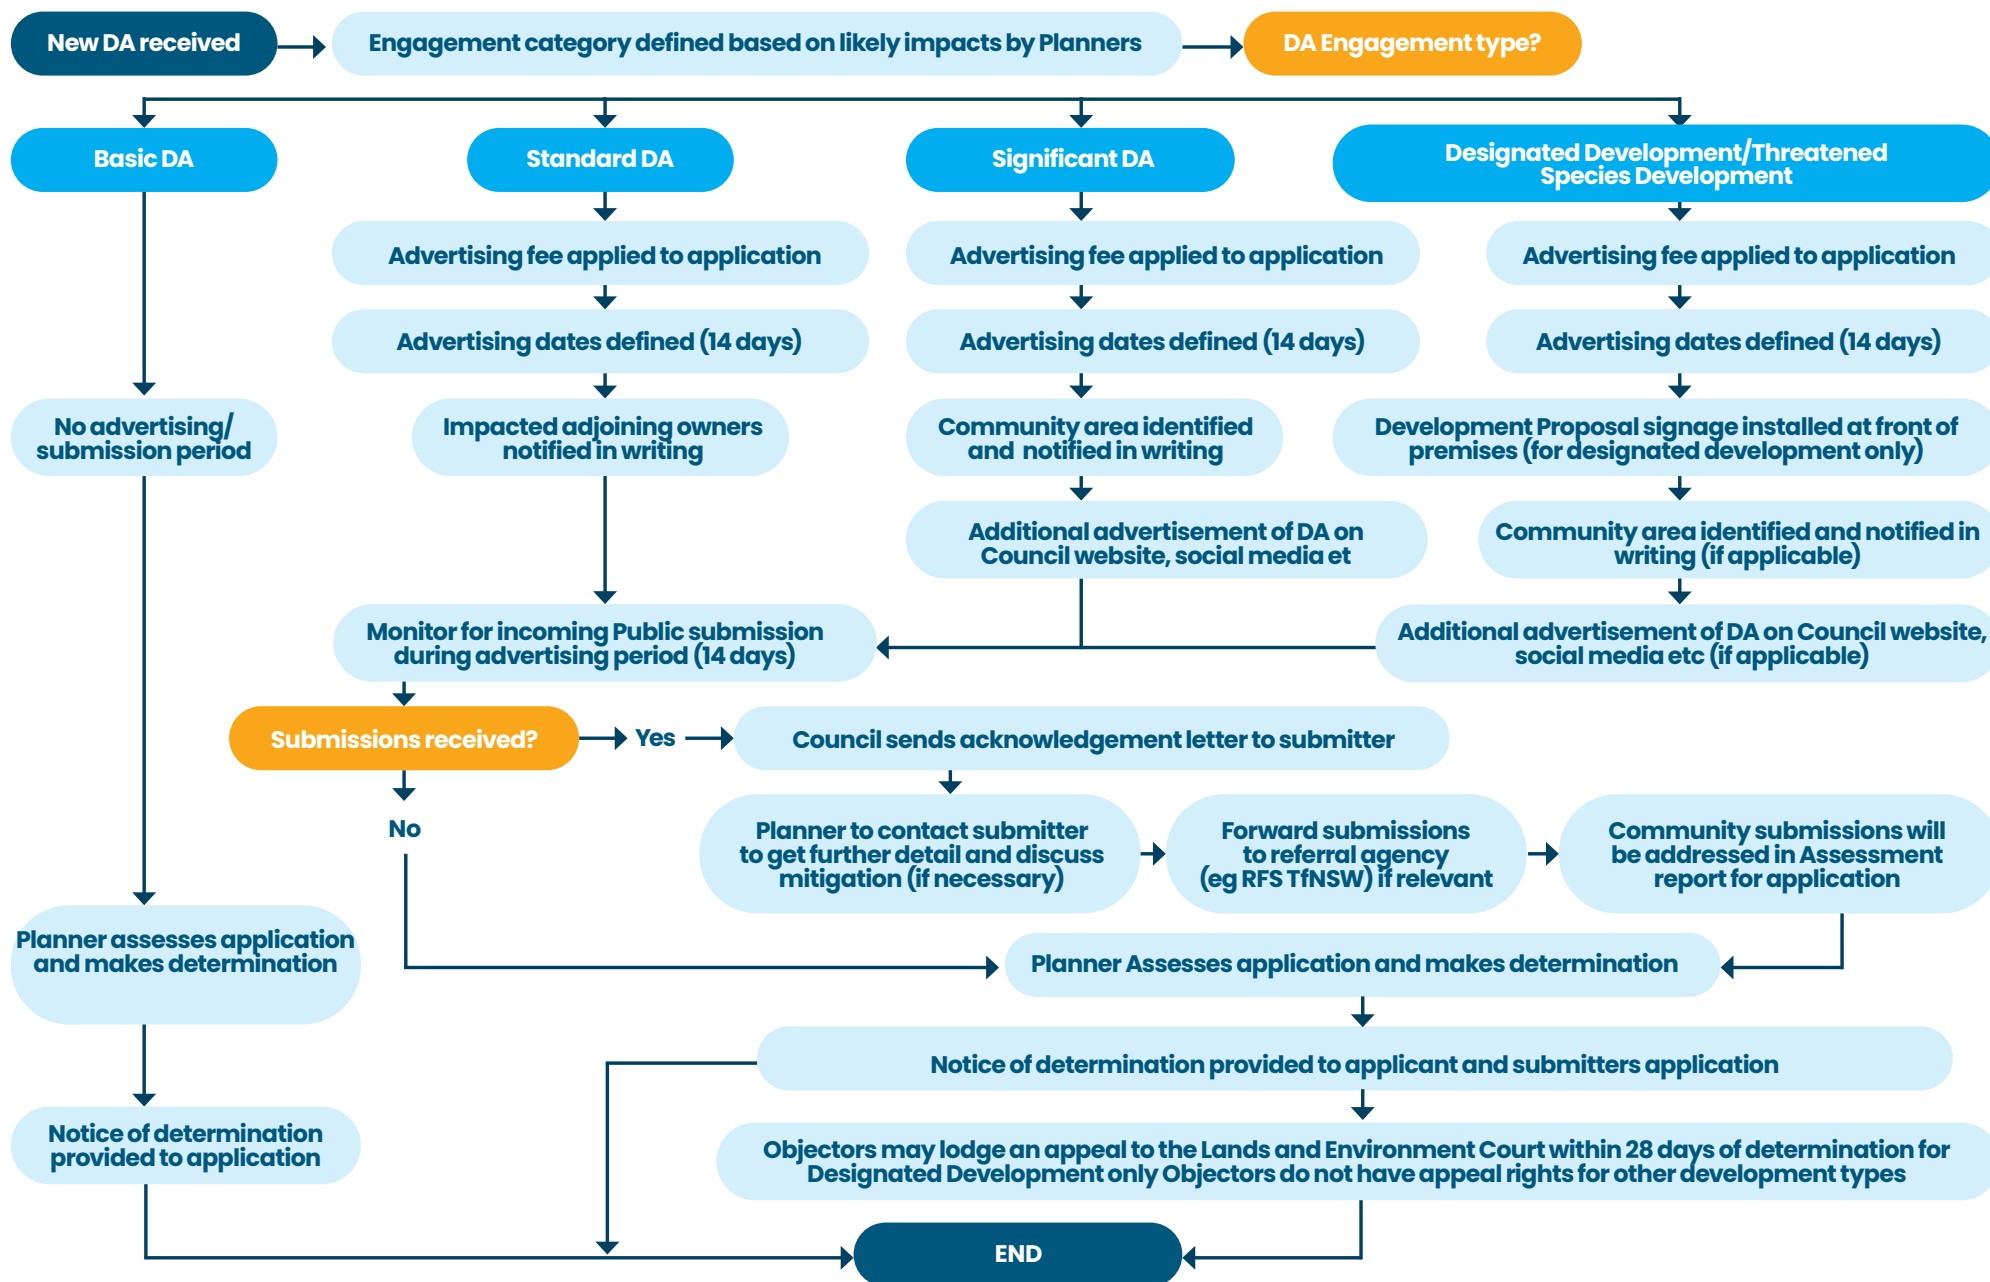 New DA received
Engagement category defined based on likely impacts by Planners
DA Engagement type?
Basic DA
Standard DA
Significant DA
Designated Development/Threatened
Species Development
Advertising fee applied to application
Advertising fee applied to application
Advertising fee applied to application
Advertising dates defined (14 days)
Advertising dates defined (14 days)
Advertising dates defined (14 days)
No advertising/
submission period
Impacted adjoining owners
notified in writing
Community area identified
and notified in writing
Development Proposal signage installed at front of
premises (for designated development only)
Additional advertisement of DA on
Council website, social media et
Community area identified and notified in
writing (if applicable)
Monitor for incoming Public submission
during advertising period (14 days)
Additional advertisement of DA on Council website,
social media etc (if applicable)
Submissions received?
Yes
Council sends acknowledgement letter to submitter
No
Planner to contact submitter
to get further detail and discuss
mitigation (if necessary)
Forward submissions
to referral agency
(eg RFS TfNSW) if relevant
Community submissions will
be addressed in Assessment
report for application
Planner assesses application
and makes determination
Planner Assesses application and makes determination
Notice of determination provided to applicant and submitters application
Notice of determination
provided to application
Objectors may lodge an appeal to the Lands and Environment Court within 28 days of determination for
Designated Development only Objectors do not have appeal rights for other development types
END